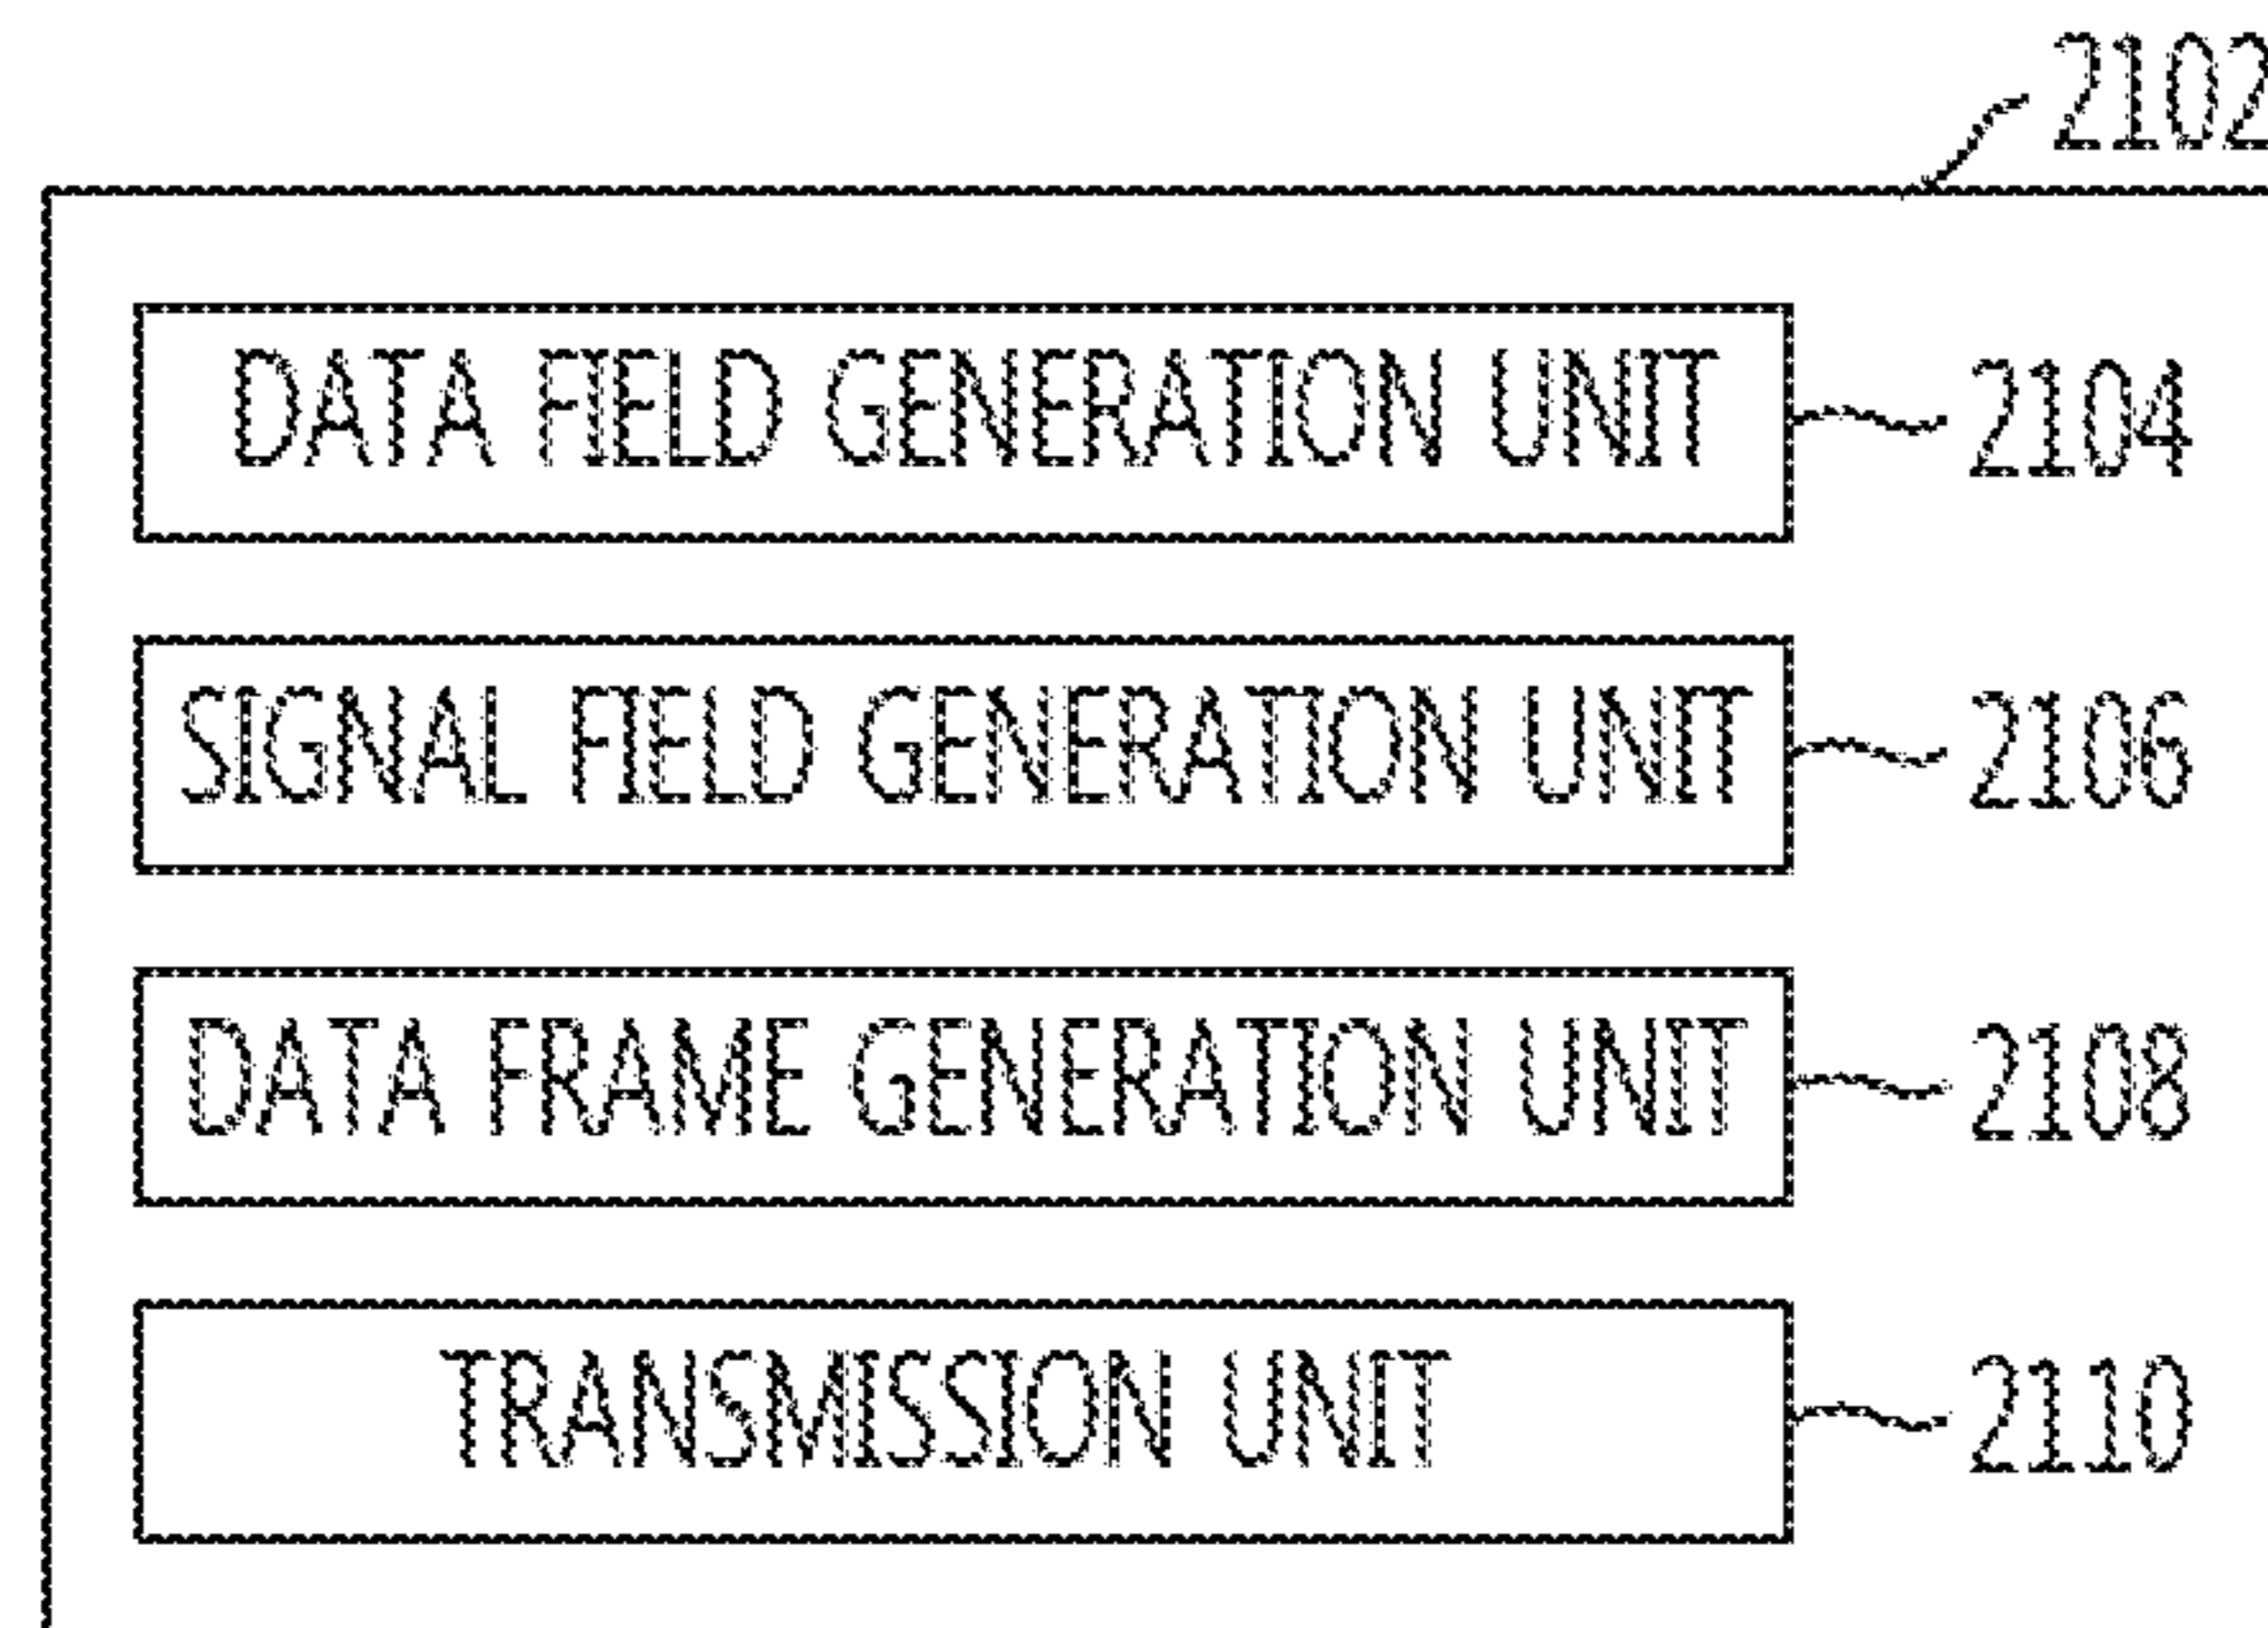 2102
DATA FIELD GENERATION UNIT 2104
SIGNAL FIELD GENERATION UNIT 2106
DATA FRAME GENERATION UNIT 2108
TRANSMISSION UNIT 2110